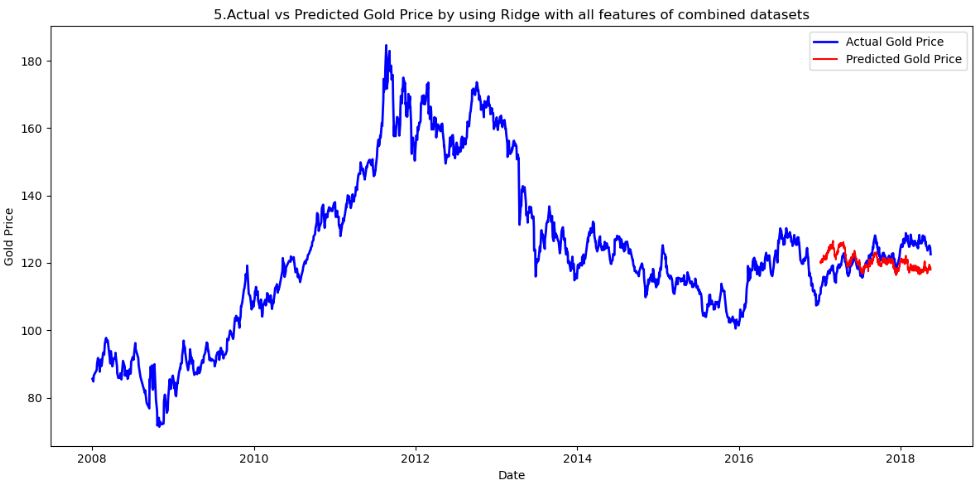 5.Actual vs Predicted Gold Price by using Ridge with all features of combined datasets
Actual Gold Price
Predicted Gold Price
Gold Price
180
160
140
120
100
80
2008
2010
2012
2014
2016
2018
Date